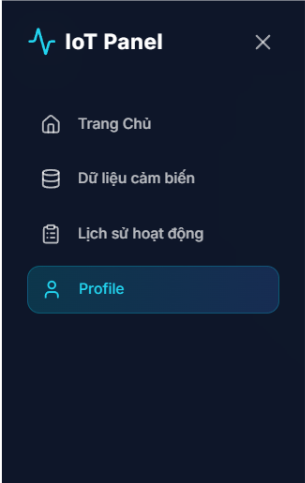 IoT Panel
Trang Chủ
Dữ liệu cảm biến
Lịch sử hoạt động
Profile